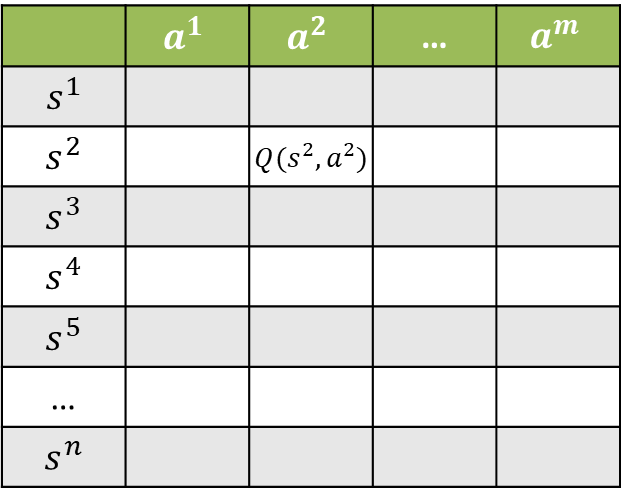 a¹ a² ... aᵐ
s¹
s² Q(s²,a²)
s³
s⁴
s⁵
...
sⁿ